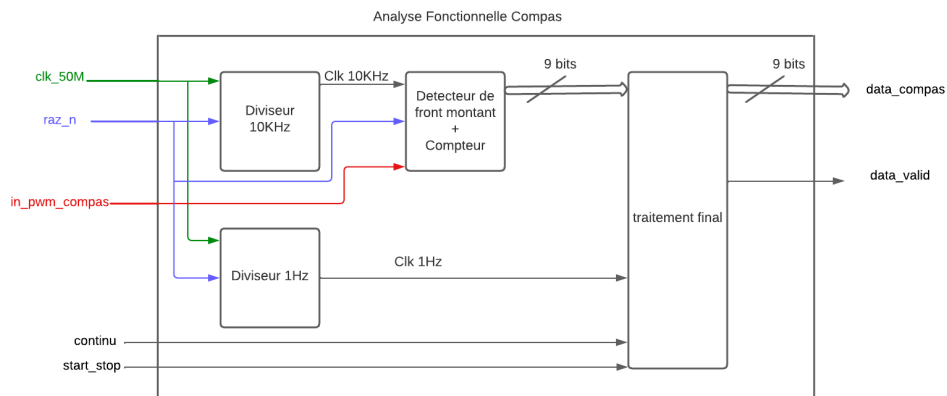 Analyse Fonctionnelle Compas
clk_50M
raz_n
in_pwm_compas
continu
start_stop
Diviseur
10KHz
Clk 10KHz
Detecteur de
front montant
+
Compteur
9 bits
Diviseur 1Hz
Clk 1Hz
traitement final
9 bits
data_compas
data_valid